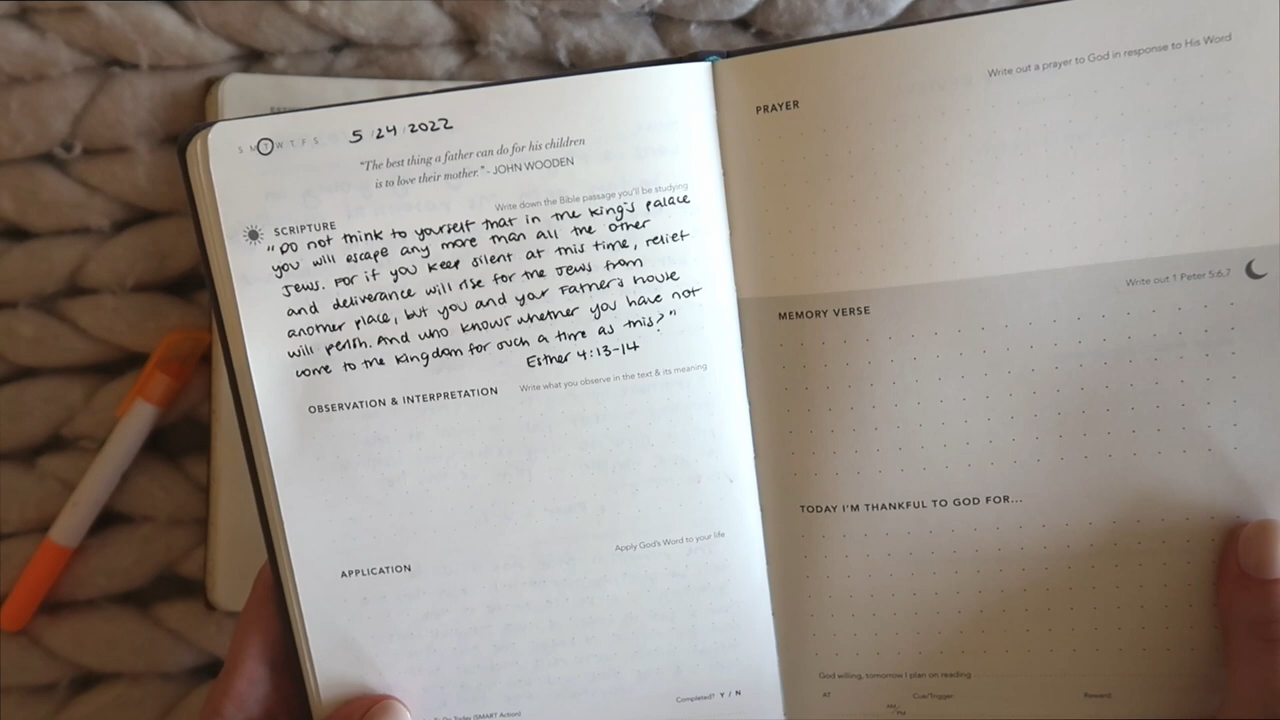 S M T W T F S 5 24 2022
"The best thing a father can do for his children
is to love their mother." - JOHN WOODEN
Write down the Bible passage you'll be studying
SCRIPTURE
"Do not think to yourself that in the king's palace
you will escape any more than all the other
Jews. For if you keep silent at this time, relief
and deliverance will rise for the Jews from
another place, but you and your father's house
will perish. And who knows whether you have not
come to the kingdom for such a time as this?"
Esther 4:13-14
OBSERVATION & INTERPRETATION Write what you observe in the text & its meaning
Apply God's Word to your life
APPLICATION
Completed? Y / N
To Do Today (SMART Action)
Write out a prayer to God in response to His Word
PRAYER
Write out 1 Peter 5:6,7
MEMORY VERSE
TODAY I'M THANKFUL TO GOD FOR...
God willing, tomorrow I plan on reading
AT Cue/Trigger: Reward:
AM/PM